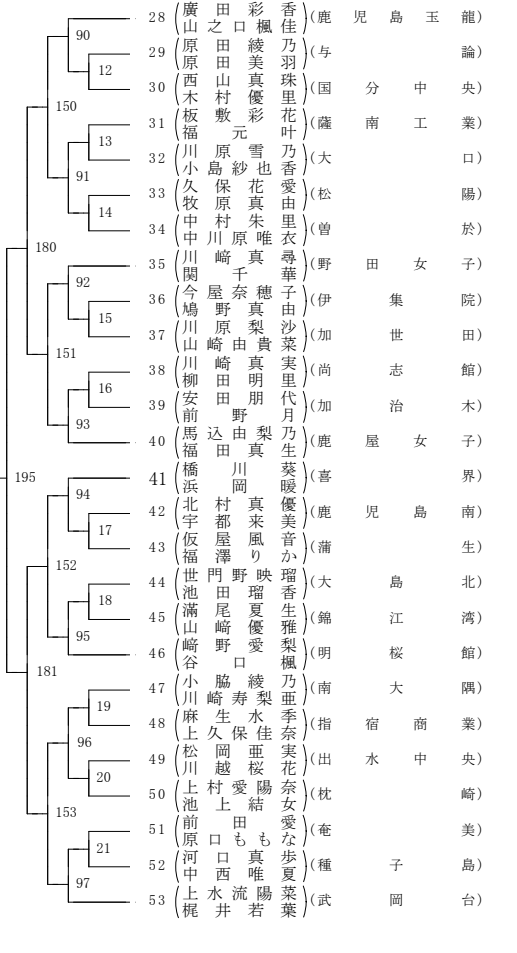 28 (廣田彩香 山之口楓佳) (鹿児島玉龍)
90
29 (原田綾乃 原田美羽) (与論)
12
30 (西山真珠 木村優里) (国分中央)
150
31 (板敷彩花 福元叶) (薩南工業)
13
32 (川原雪乃 小島紗也香) (大口)
91
33 (久保花愛 牧原真由) (松陽)
14
34 (中村朱里 中川原唯衣) (曽於)
180
35 (川﨑真尋 関千華) (野田女子)
92
36 (今屋奈穂子 鳩野真由) (伊集院)
15
37 (川原梨沙 山崎由貴菜) (加世田)
151
38 (川崎真実 柳田明里) (尚志館)
16
39 (安田朋代 前野月) (加治木)
93
40 (馬込由梨乃 福田真生) (鹿屋女子)
195
41 (橋川葵 浜岡暖) (喜界)
94
42 (北村真優 宇都来美) (鹿児島南)
17
43 (仮屋風音 福澤りか) (蒲生)
152
44 (世門野映瑠 池田瑠香) (大島北)
18
45 (満尾夏生 山﨑優雅) (錦江湾)
95
46 (﨑野愛梨 谷口楓) (明桜館)
181
47 (小脇綾乃 川崎寿梨亜) (南大隅)
19
48 (麻生水季 上久保佳奈) (指宿商業)
96
49 (松岡亜実 川越桜花) (出水中央)
20
50 (上村愛陽奈 池上結女) (枕崎)
153
51 (前田愛 原口ももな) (奄美)
21
52 (河口真歩 中西唯夏) (種子島)
97
53 (上水流陽菜 梶井若葉) (武岡台)